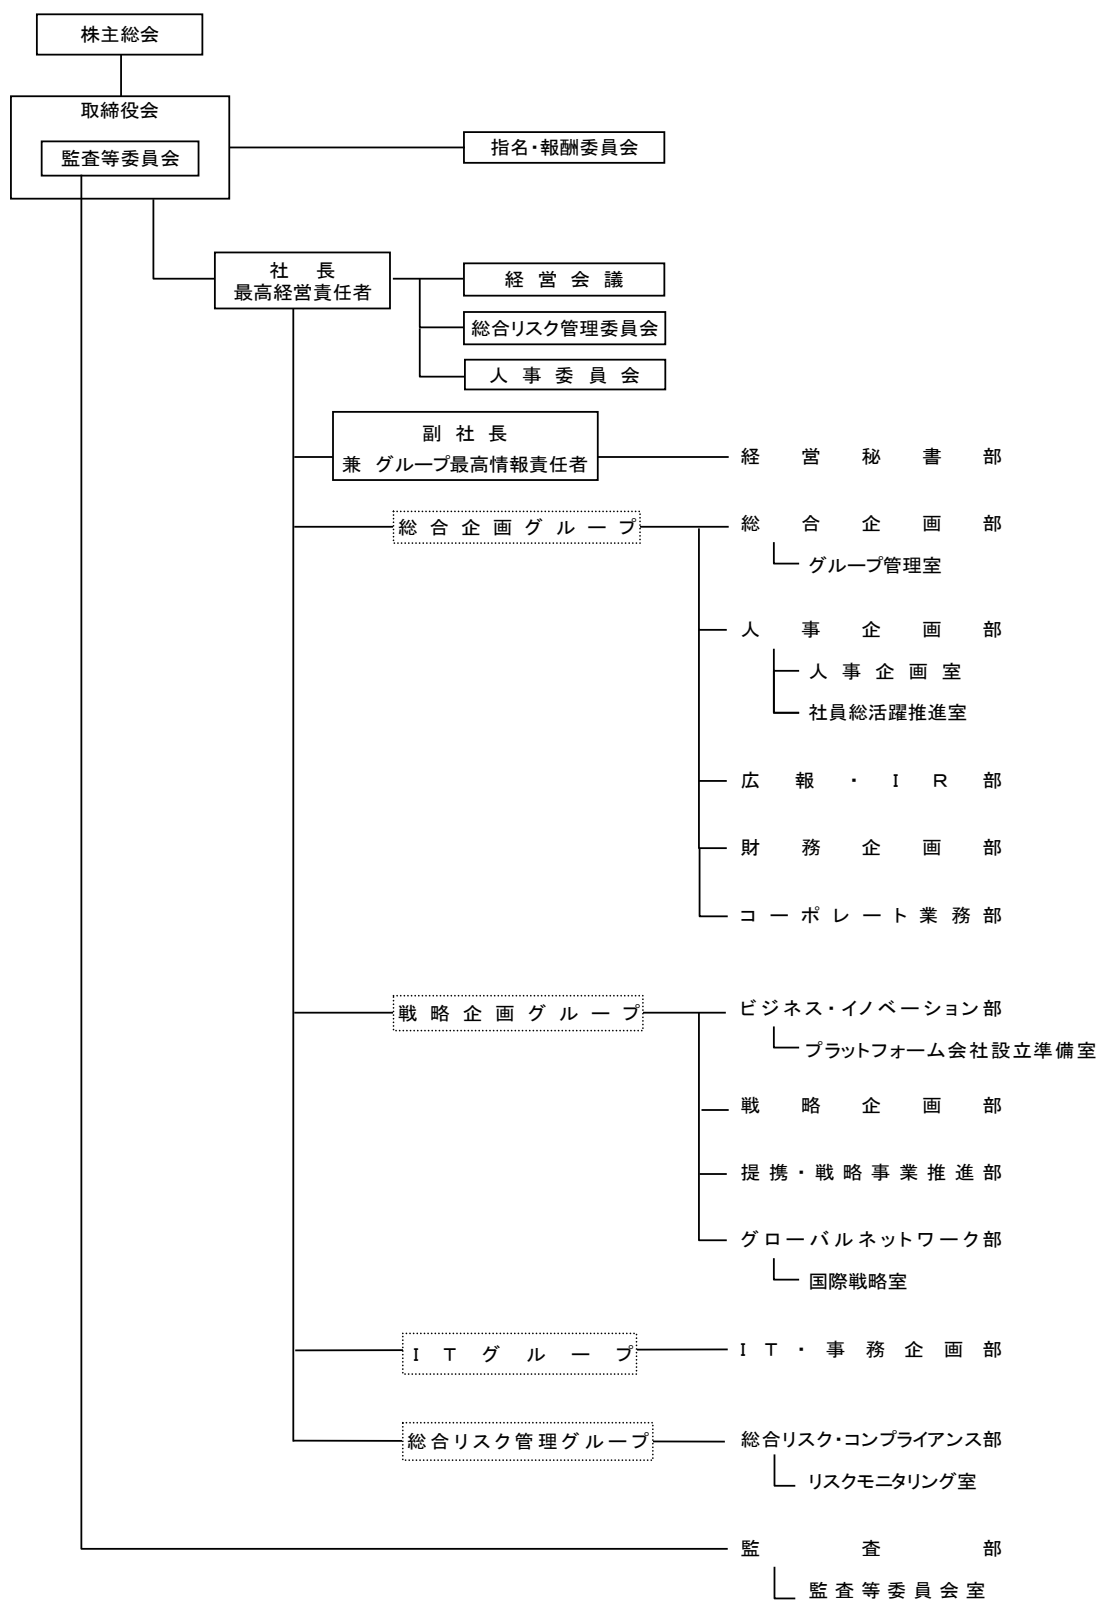 株主総会
取締役会
監査等委員会
指名・報酬委員会
社長
最高経営責任者
経営会議
総合リスク管理委員会
人事委員会
副社長
兼 グループ最高情報責任者
経営秘書部
総合企画グループ
総合企画部
グループ管理室
人事企画部
人事企画室
社員総活躍推進室
広報・IR部
財務企画部
コーポレート業務部
戦略企画グループ
ビジネス・イノベーション部
プラットフォーム会社設立準備室
戦略企画部
提携・戦略事業推進部
グローバルネットワーク部
国際戦略室
ITグループ
IT・事務企画部
総合リスク管理グループ
総合リスク・コンプライアンス部
リスクモニタリング室
監査部
監査等委員会室